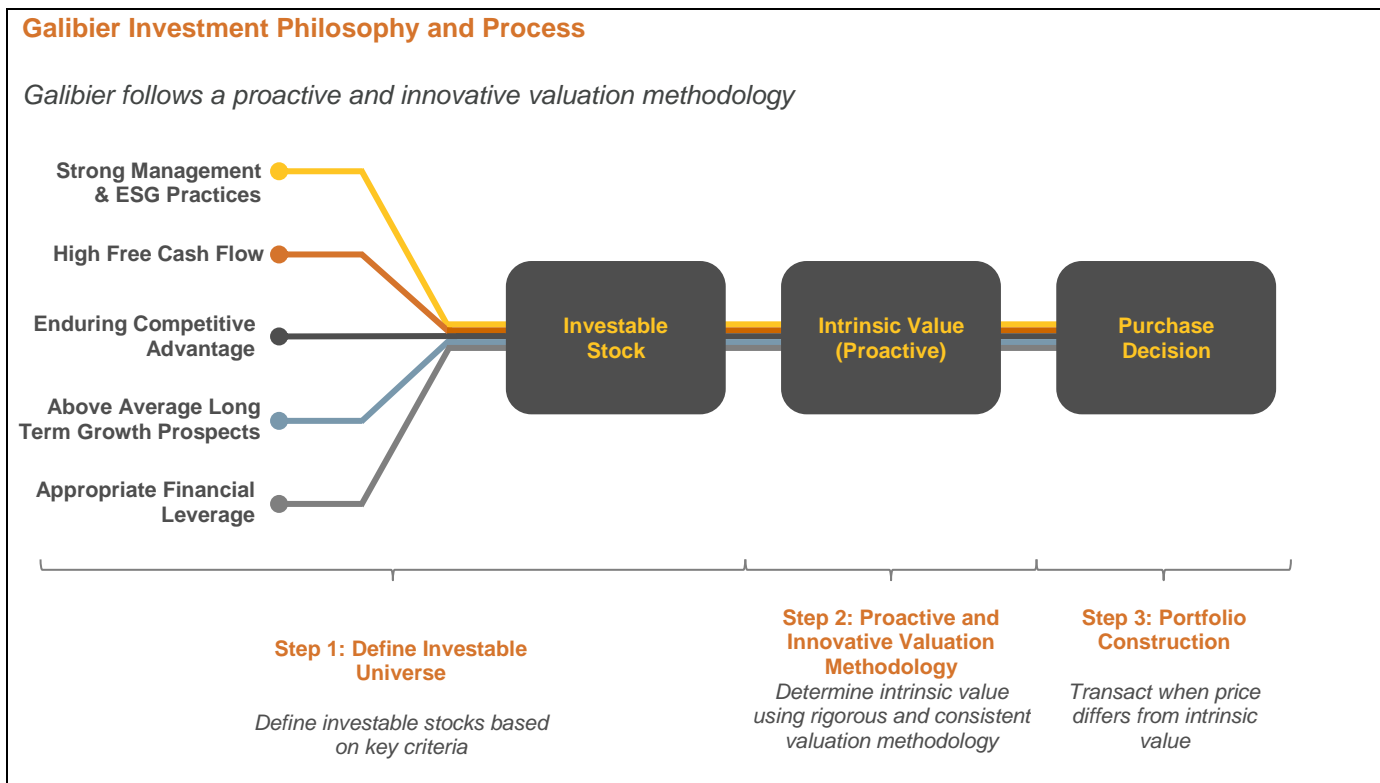 Galibier Investment Philosophy and Process
Galibier follows a proactive and innovative valuation methodology
Strong Management
& ESG Practices
High Free Cash Flow
Enduring Competitive
Advantage
Above Average Long
Term Growth Prospects
Appropriate Financial
Leverage
Investable
Stock
Intrinsic Value
(Proactive)
Purchase
Decision
Step 1: Define Investable
Universe
Define investable stocks based
on key criteria
Step 2: Proactive and
Innovative Valuation
Methodology
Determine intrinsic value
using rigorous and consistent
valuation methodology
Step 3: Portfolio
Construction
Transact when price
differs from intrinsic
value